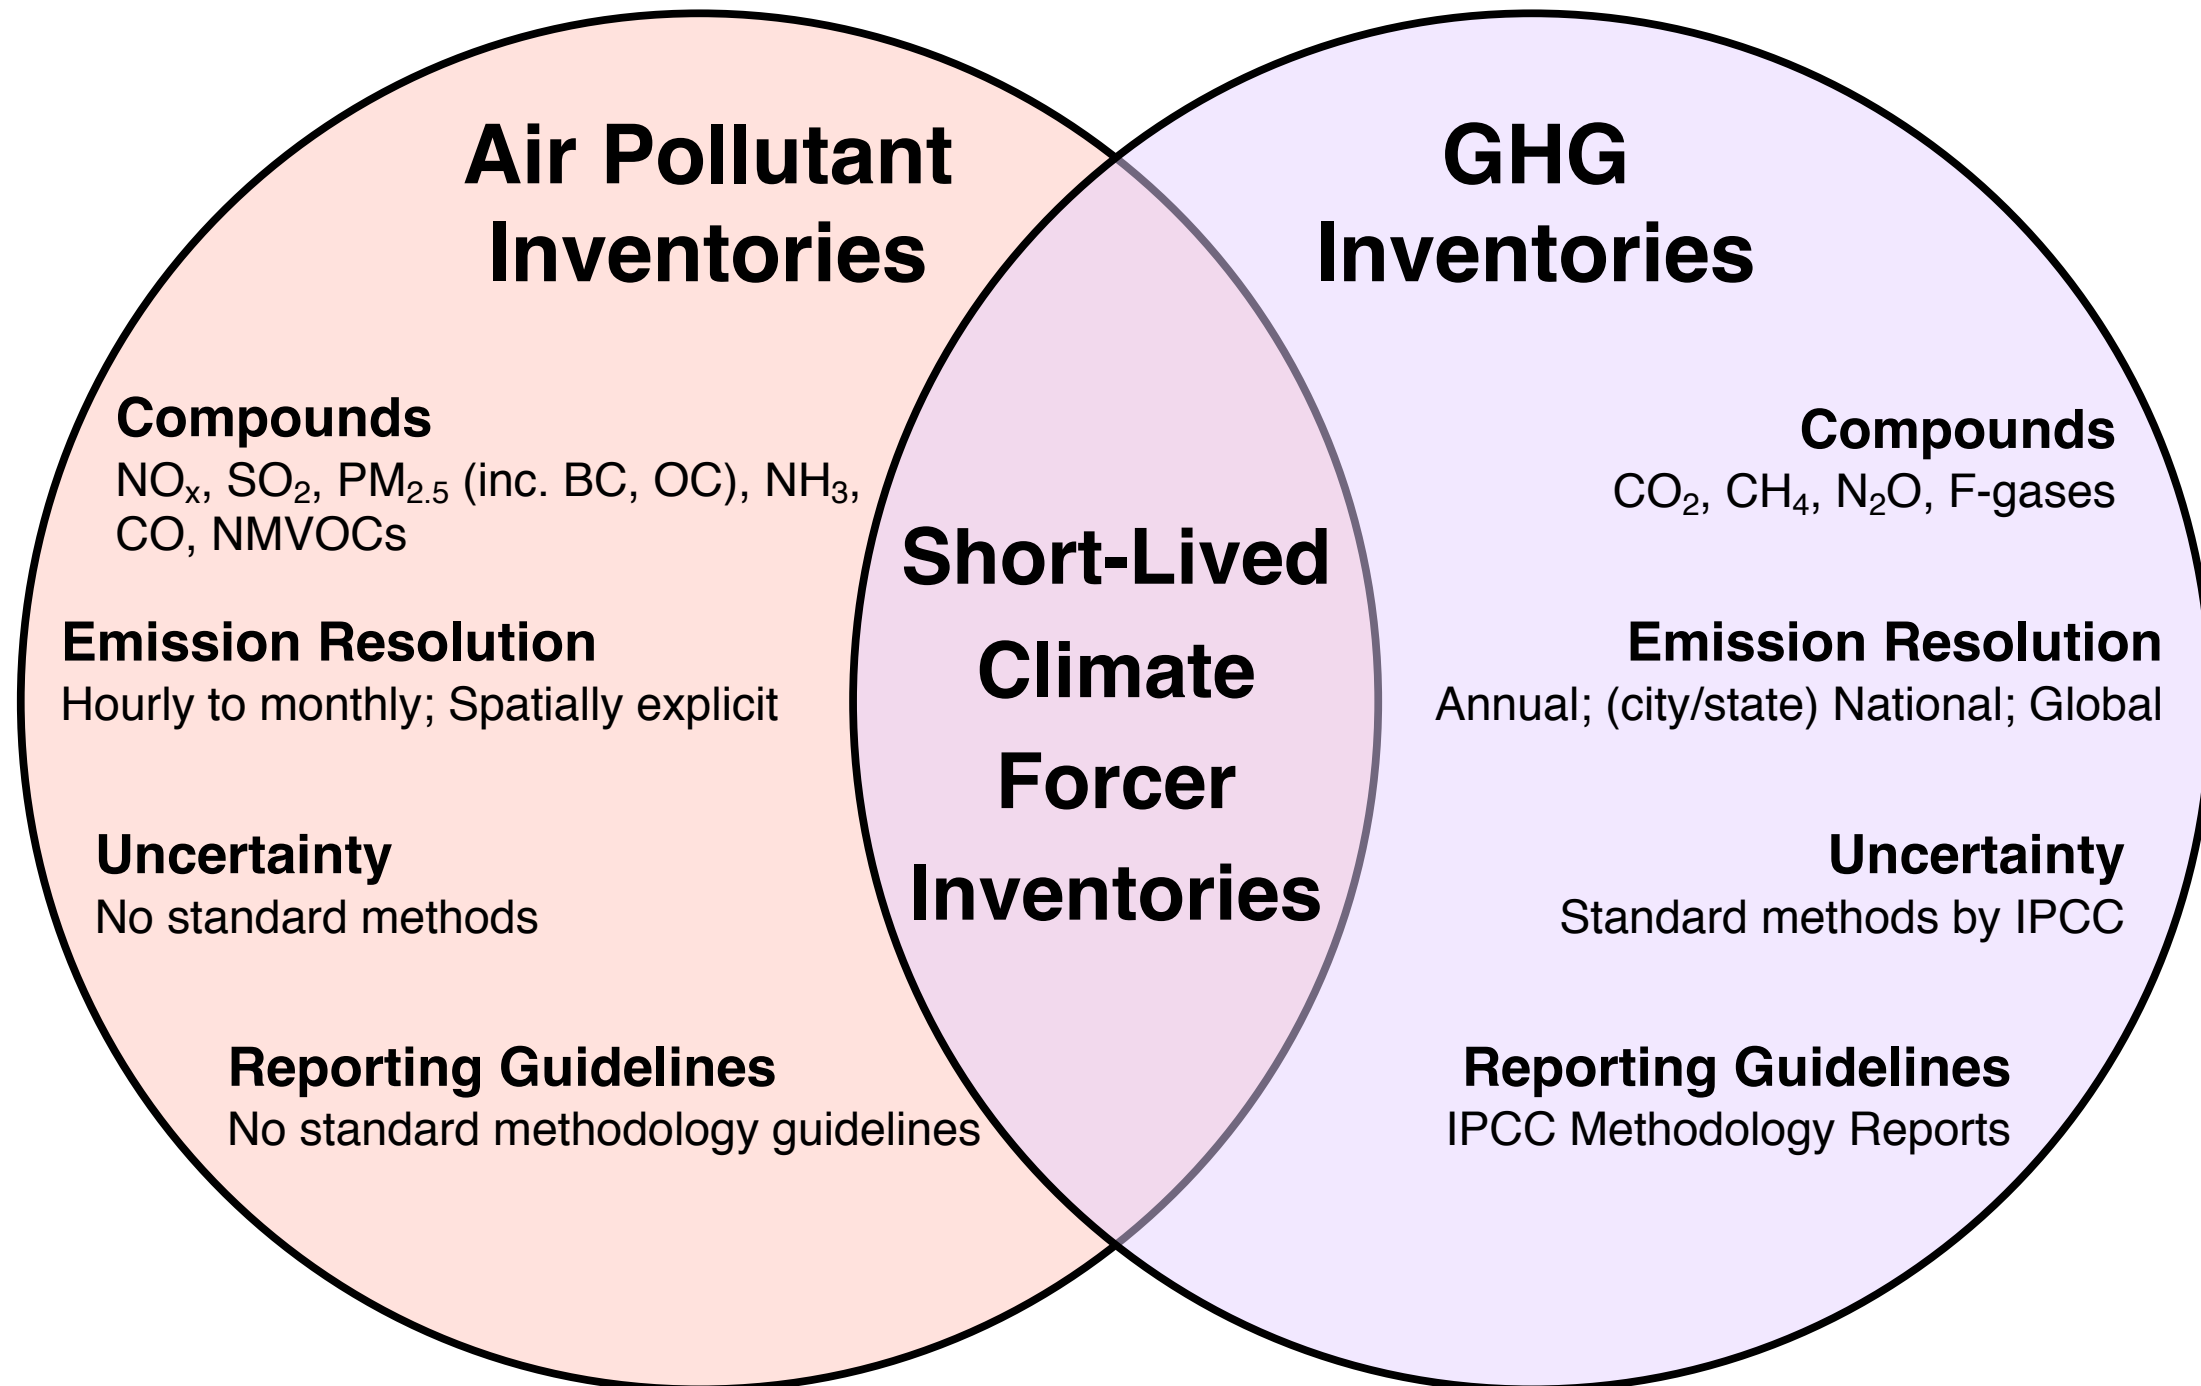 Air Pollutant
Inventories
Compounds
NOₓ, SO₂, PM₂.₅ (inc. BC, OC), NH₃,
CO, NMVOCs
Emission Resolution
Hourly to monthly; Spatially explicit
Uncertainty
No standard methods
Reporting Guidelines
No standard methodology guidelines
Short-Lived
Climate
Forcer
Inventories
GHG
Inventories
Compounds
CO₂, CH₄, N₂O, F-gases
Emission Resolution
Annual; (city/state) National; Global
Uncertainty
Standard methods by IPCC
Reporting Guidelines
IPCC Methodology Reports